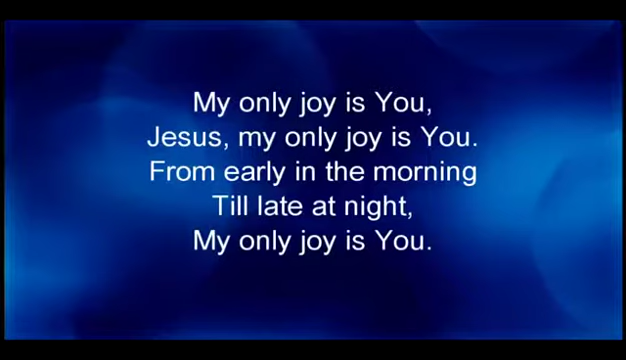 My only joy is You,
Jesus, my only joy is You.
From early in the morning
Till late at night,
My only joy is You.